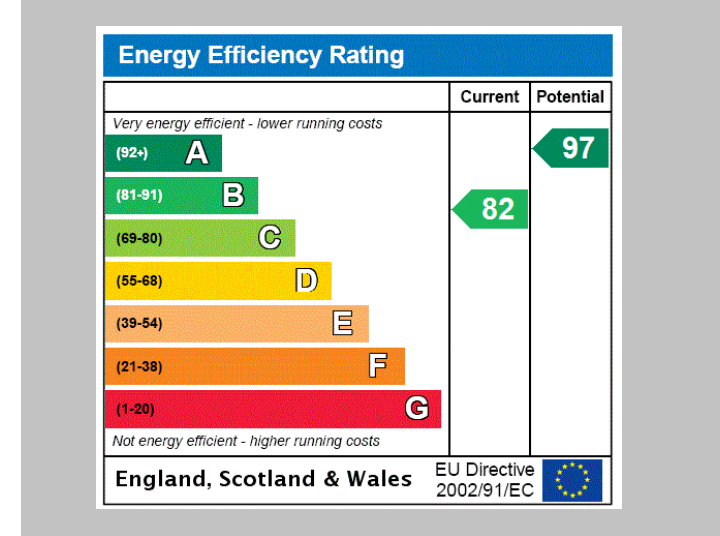 Energy Efficiency Rating
Current Potential
Very energy efficient - lower running costs
(92+) A 97
(81-91) B 82
(69-80) C
(55-68) D
(39-54) E
(21-38) F
(1-20) G
Not energy efficient - higher running costs
England, Scotland & Wales
EU Directive
2002/91/EC